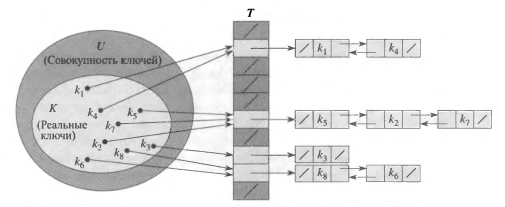 T
U
(Совокупность ключей)
k1
k4
k1
k4
K
(Реальные
ключи)
k5
k7
k2
k3
k8
k6
k5
k2
k7
k3
k8
k6